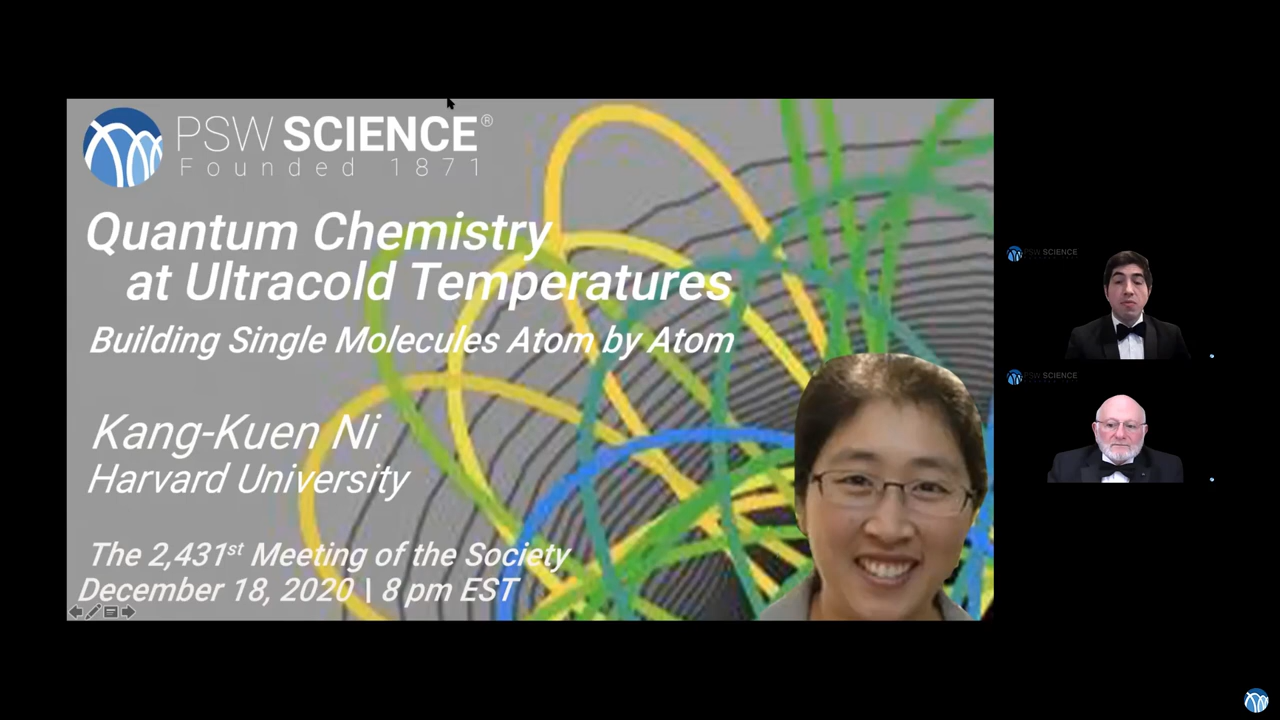 PSW SCIENCE®
Founded 1871
Quantum Chemistry
at Ultracold Temperatures
Building Single Molecules Atom by Atom
Kang-Kuen Ni
Harvard University
The 2,431st Meeting of the Society
December 18, 2020 | 8 pm EST
PSW SCIENCE
PSW SCIENCE